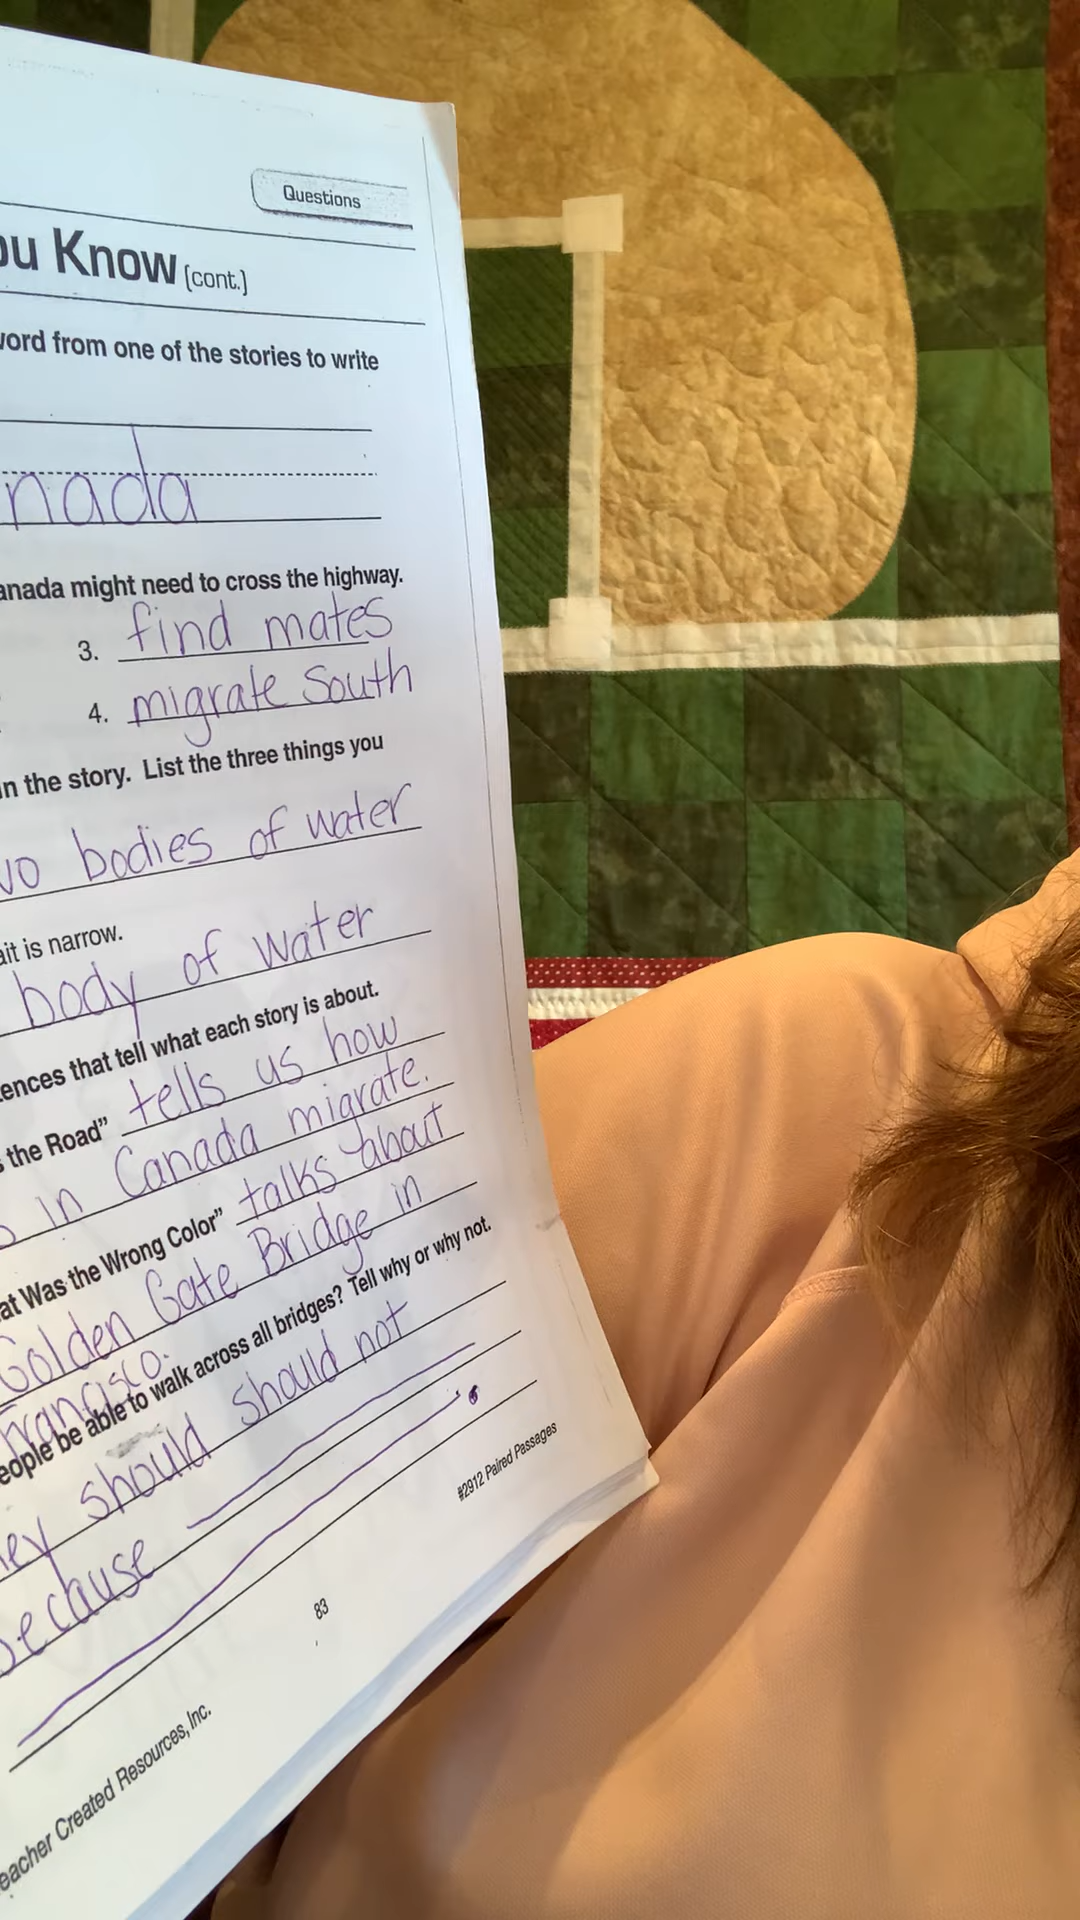 Questions
ou Know (cont.)
ord from one of the stories to write
nada
anada might need to cross the highway.
3. find mates
4. migrate South
in the story. List the three things you
wo bodies of water
ait is narrow.
body of water
ences that tell what each story is about.
s the Road" tells us how
in Canada migrate.
at Was the Wrong Color" talks about
Golden Gate Bridge in
Francisco.
eople be able to walk across all bridges? Tell why or why not.
ey should should not
because
#2912 Paired Passages
83
eacher Created Resources, Inc.